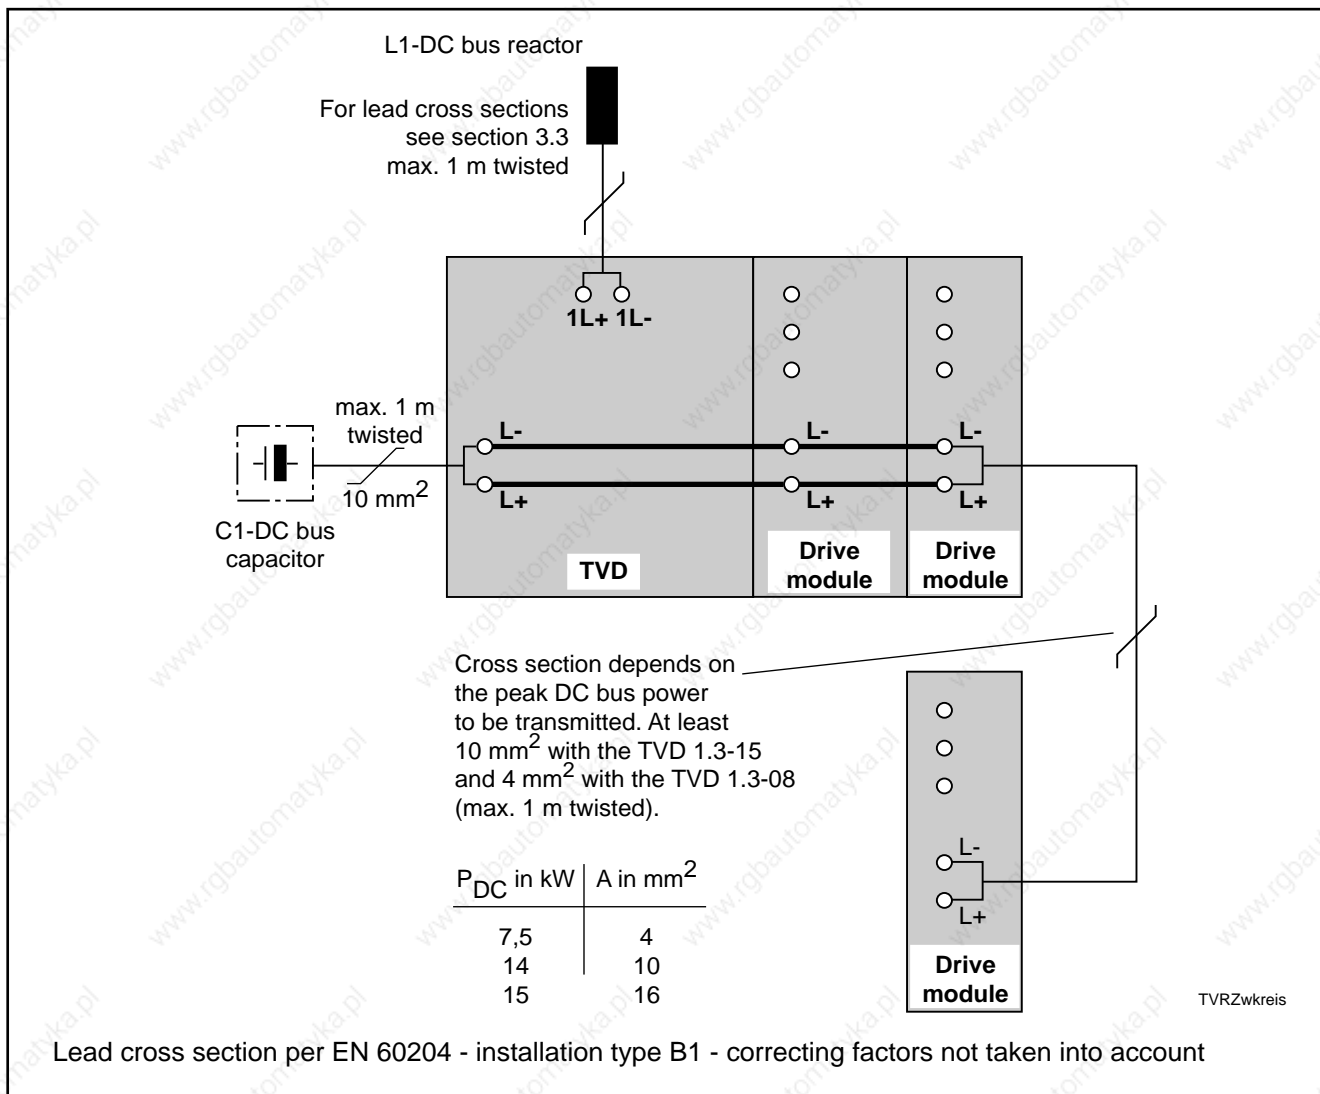 L1-DC bus reactor
For lead cross sections
see section 3.3
max. 1 m twisted
1L+ 1L-
max. 1 m
twisted
10 mm2
L- L- L-
L+ L+ L+
C1-DC bus
capacitor
TVD
Drive
module
Drive
module
Cross section depends on
the peak DC bus power
to be transmitted. At least
10 mm2 with the TVD 1.3-15
and 4 mm2 with the TVD 1.3-08
(max. 1 m twisted).
PDC in kW A in mm2
7,5 4
14 10
15 16
L-
L+
Drive
module
TVRZwkreis
Lead cross section per EN 60204 - installation type B1 - correcting factors not taken into account
www.rgbautomatyka.pl